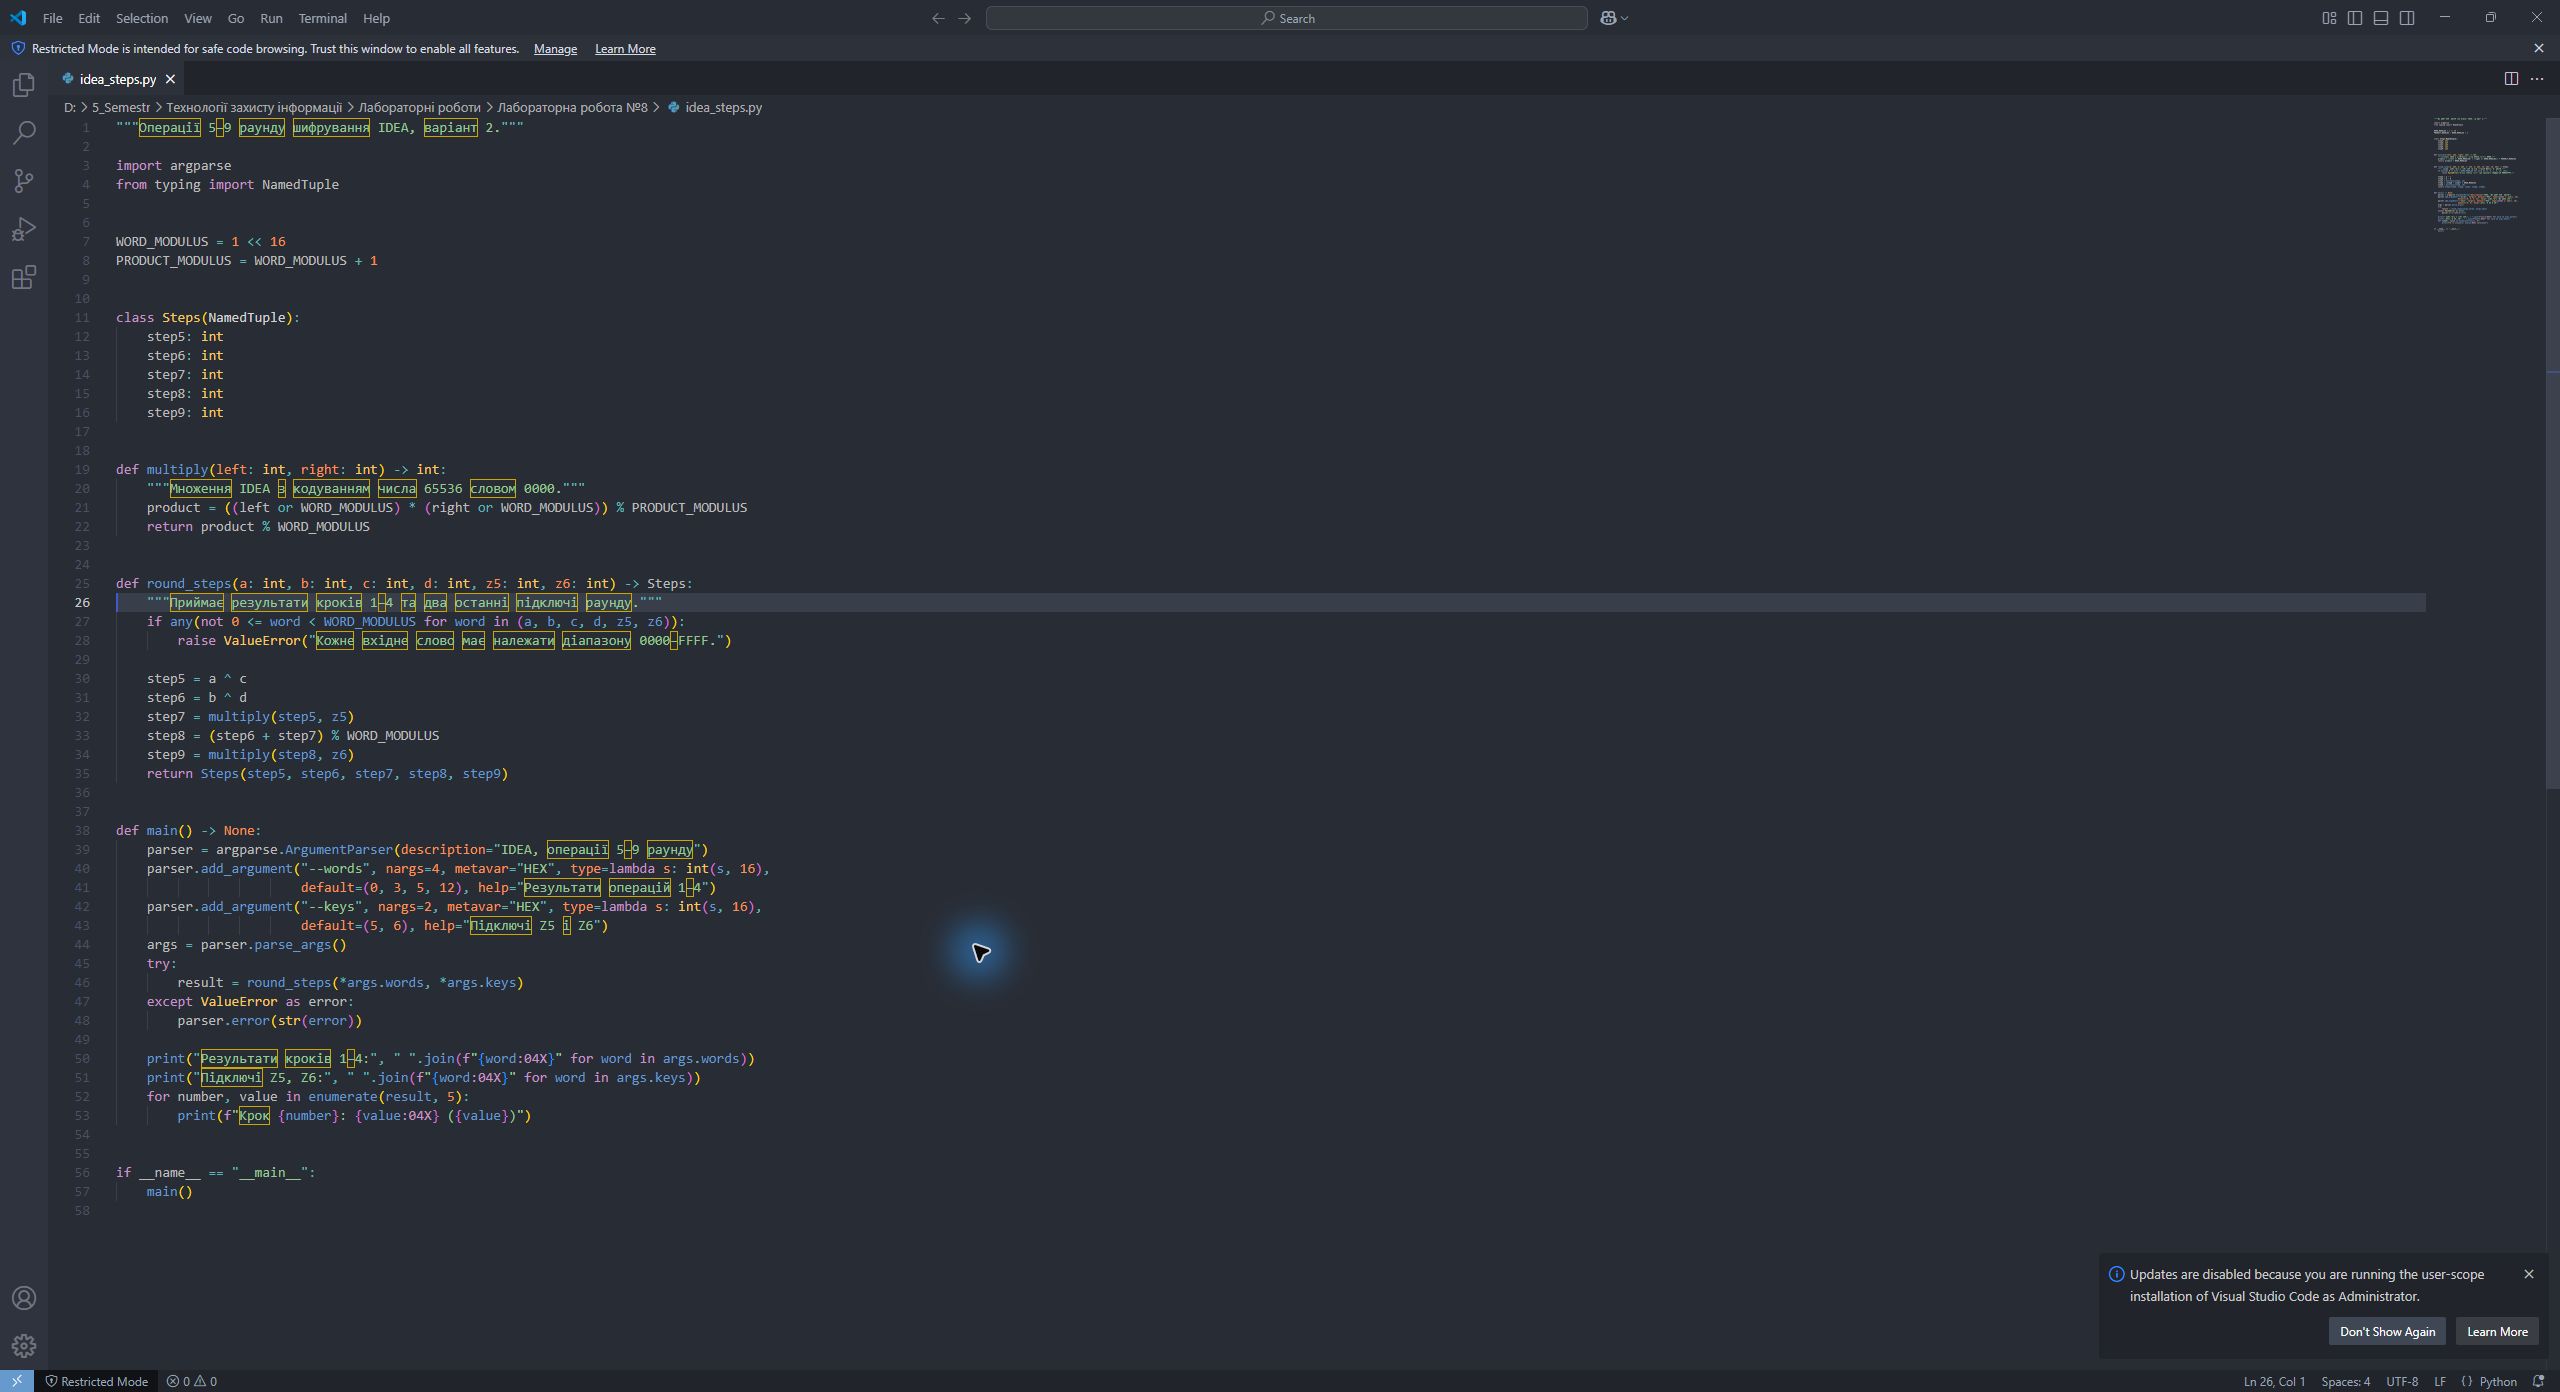 File Edit Selection View Go Run Terminal Help Search
Restricted Mode is intended for safe code browsing. Trust this window to enable all features. Manage Learn More
idea_steps.py
D: > 5_Semestr > Технології захисту інформації > Лабораторні роботи > Лабораторна робота №8 > idea_steps.py
1 """Операції 5–9 раунду шифрування IDEA, варіант 2."""
2
3 import argparse
4 from typing import NamedTuple
5
6
7 WORD_MODULUS = 1 << 16
8 PRODUCT_MODULUS = WORD_MODULUS + 1
9
10
11 class Steps(NamedTuple):
12     step5: int
13     step6: int
14     step7: int
15     step8: int
16     step9: int
17
18
19 def multiply(left: int, right: int) -> int:
20     """Множення IDEA з кодуванням числа 65536 словом 0000."""
21     product = ((left or WORD_MODULUS) * (right or WORD_MODULUS)) % PRODUCT_MODULUS
22     return product % WORD_MODULUS
23
24
25 def round_steps(a: int, b: int, c: int, d: int, z5: int, z6: int) -> Steps:
26     """Приймає результати кроків 1–4 та два останні підключі раунду."""
27     if any(not 0 <= word < WORD_MODULUS for word in (a, b, c, d, z5, z6)):
28         raise ValueError("Кожне вхідне слово має належати діапазону 0000–FFFF.")
29
30     step5 = a ^ c
31     step6 = b ^ d
32     step7 = multiply(step5, z5)
33     step8 = (step6 + step7) % WORD_MODULUS
34     step9 = multiply(step8, z6)
35     return Steps(step5, step6, step7, step8, step9)
36
37
38 def main() -> None:
39     parser = argparse.ArgumentParser(description="IDEA, операції 5–9 раунду")
40     parser.add_argument("--words", nargs=4, metavar="HEX", type=lambda s: int(s, 16),
41                         default=(0, 3, 5, 12), help="Результати операцій 1–4")
42     parser.add_argument("--keys", nargs=2, metavar="HEX", type=lambda s: int(s, 16),
43                         default=(5, 6), help="Підключі Z5 і Z6")
44     args = parser.parse_args()
45     try:
46         result = round_steps(*args.words, *args.keys)
47     except ValueError as error:
48         parser.error(str(error))
49
50     print("Результати кроків 1–4:", " ".join(f"{word:04X}" for word in args.words))
51     print("Підключі Z5, Z6:", " ".join(f"{word:04X}" for word in args.keys))
52     for number, value in enumerate(result, 5):
53         print(f"Крок {number}: {value:04X} ({value})")
54
55
56 if __name__ == "__main__":
57     main()
58
Updates are disabled because you are running the user-scope
installation of Visual Studio Code as Administrator.
Don't Show Again Learn More
Restricted Mode 0 0 Ln 26, Col 1 Spaces: 4 UTF-8 LF {} Python